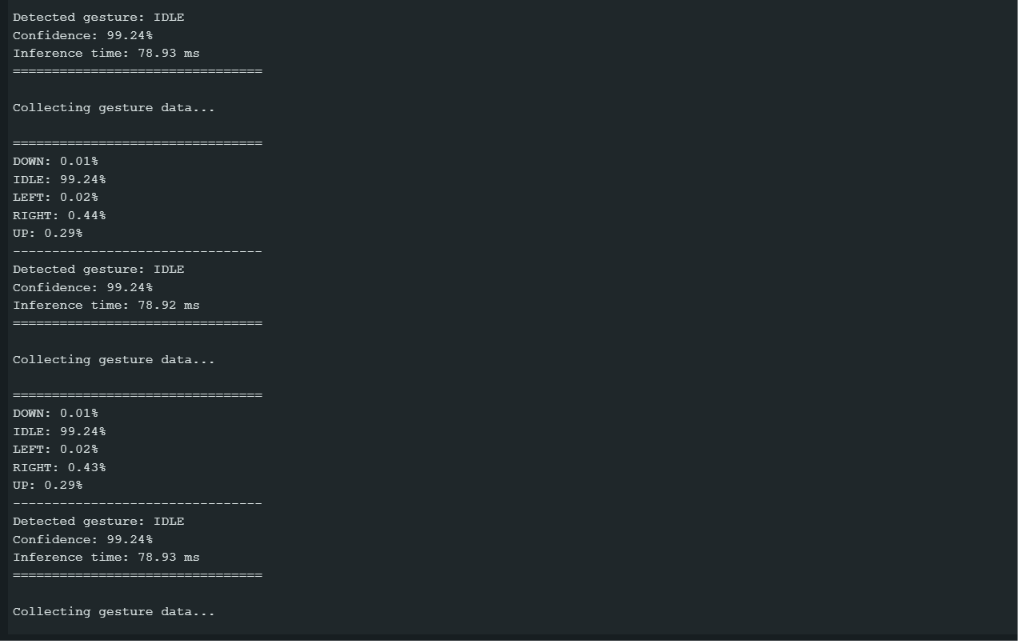 Detected gesture: IDLE
Confidence: 99.24%
Inference time: 78.93 ms
================================
Collecting gesture data...
================================
DOWN: 0.01%
IDLE: 99.24%
LEFT: 0.02%
RIGHT: 0.44%
UP: 0.29%
--------------------------------
Detected gesture: IDLE
Confidence: 99.24%
Inference time: 78.92 ms
================================
Collecting gesture data...
================================
DOWN: 0.01%
IDLE: 99.24%
LEFT: 0.02%
RIGHT: 0.43%
UP: 0.29%
--------------------------------
Detected gesture: IDLE
Confidence: 99.24%
Inference time: 78.93 ms
================================
Collecting gesture data...